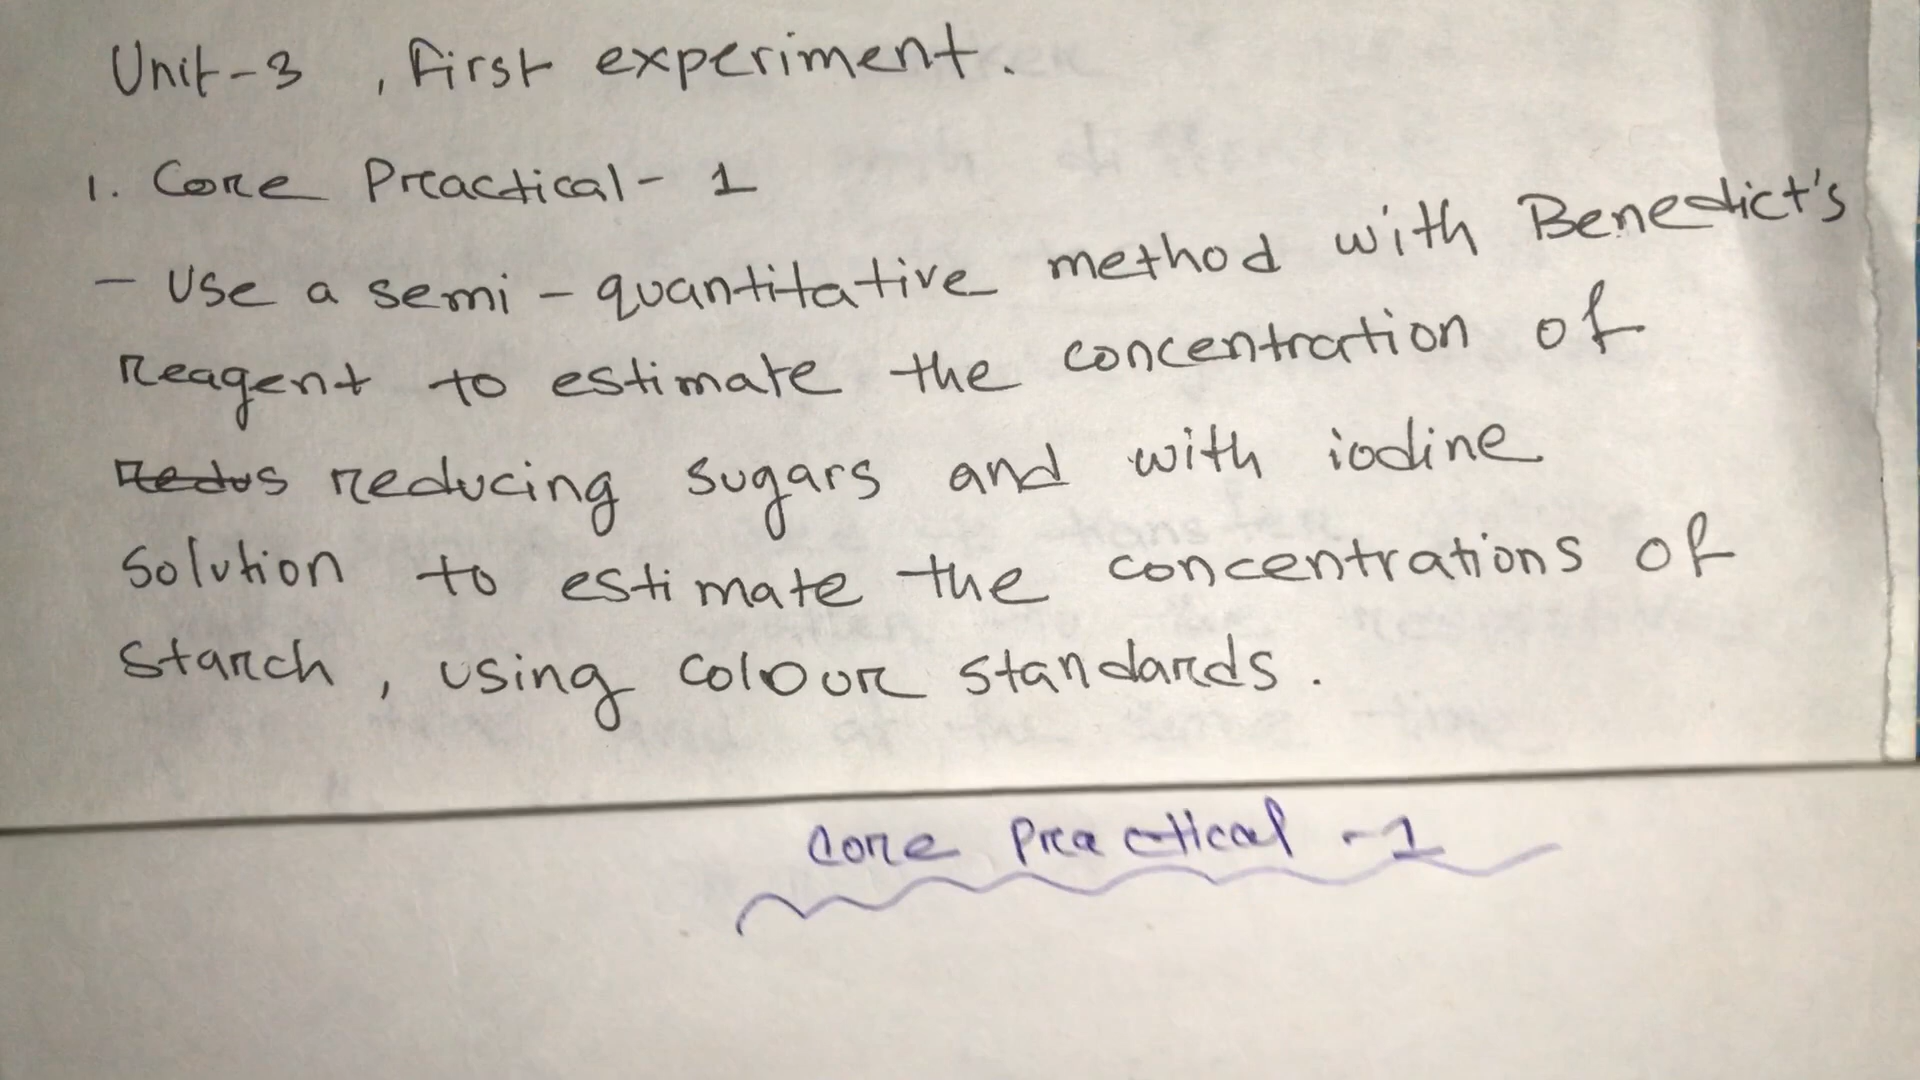 Unit-3 , first experiment.
1. Core Practical - 1
- Use a semi-quantitative method with Benedict's
reagent to estimate the concentration of
Redus reducing sugars and with iodine
solution to estimate the concentrations of
starch, using colour standards.
Core Practical - 1